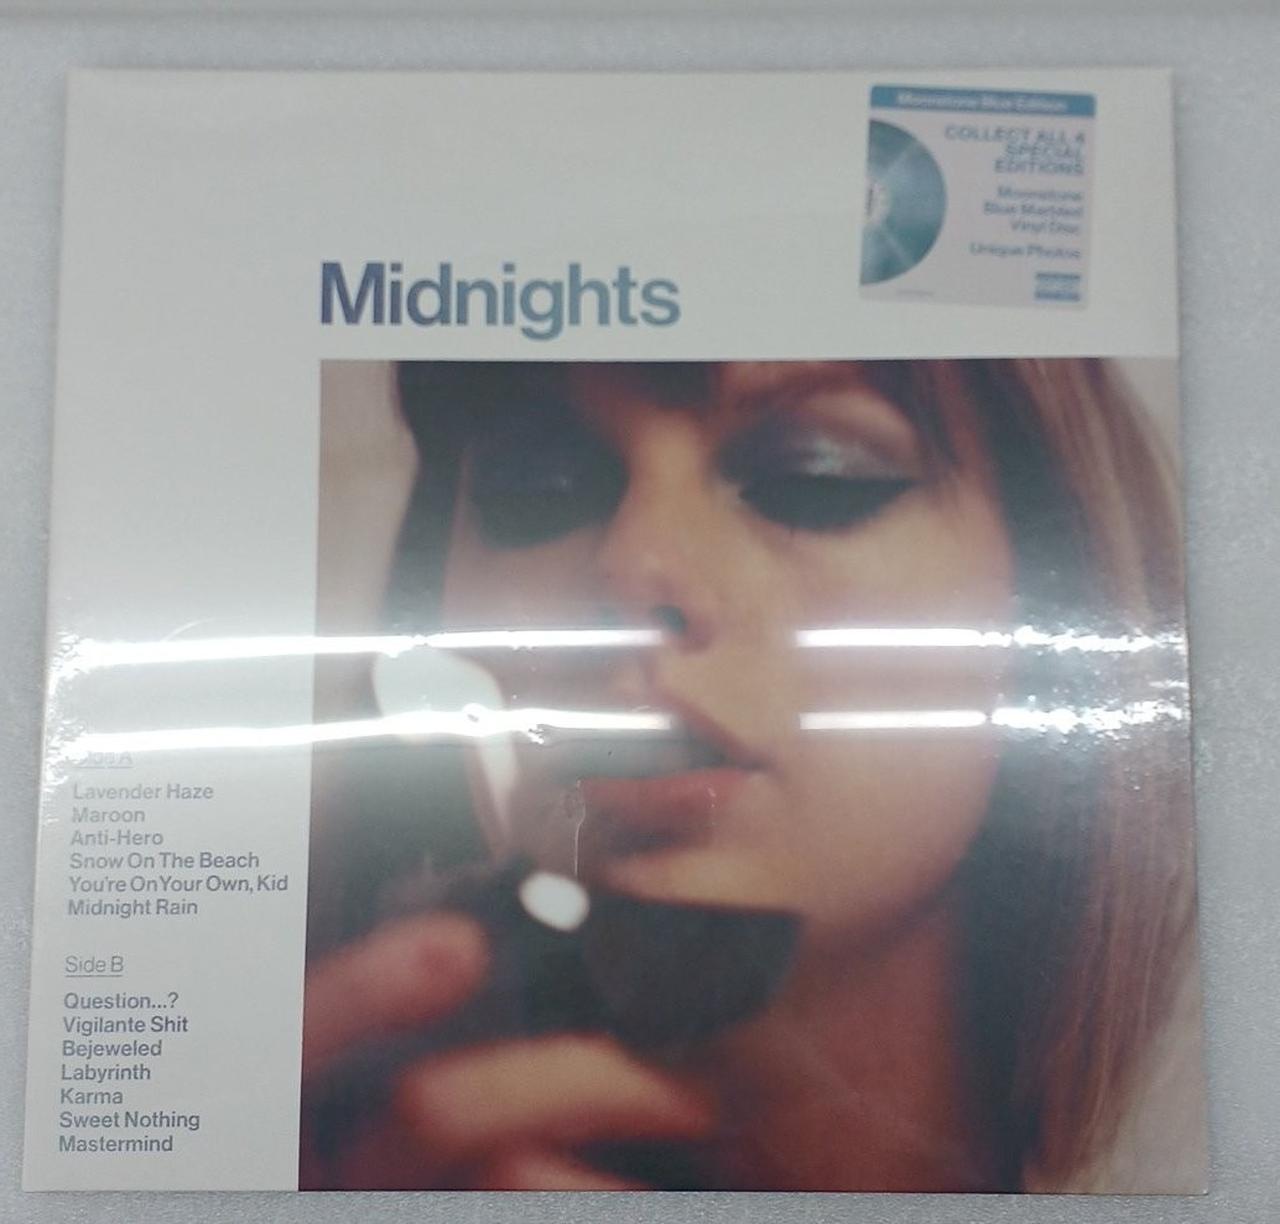 Moonstone Blue Edition
COLLECT ALL 4
SPECIAL
EDITIONS
Moonstone
Blue Marbled
Vinyl Disc
Unique Photos
Midnights
Side A
Lavender Haze
Maroon
Anti-Hero
Snow On The Beach
You're On Your Own, Kid
Midnight Rain
Side B
Question...?
Vigilante Shit
Bejeweled
Labyrinth
Karma
Sweet Nothing
Mastermind